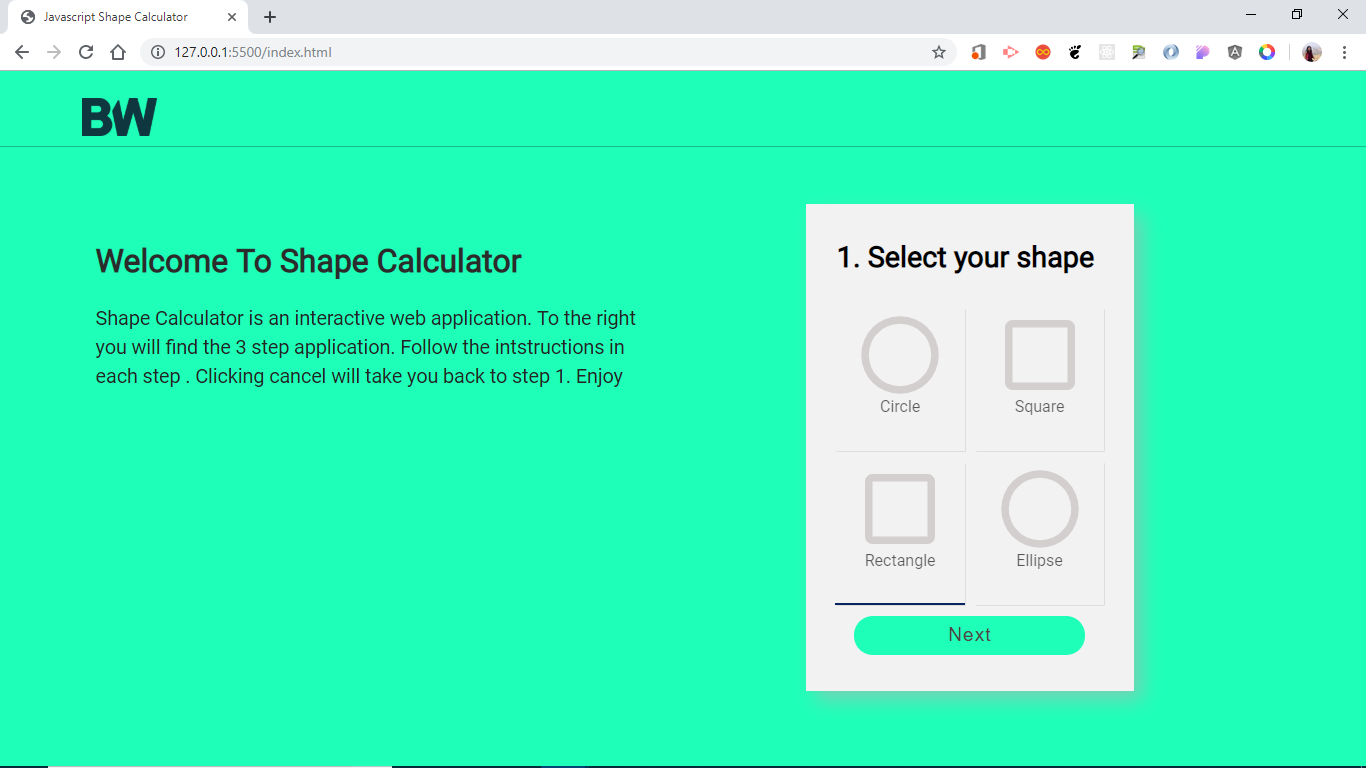 Javascript Shape Calculator
127.0.0.1:5500/index.html
BW
Welcome To Shape Calculator
Shape Calculator is an interactive web application. To the right
you will find the 3 step application. Follow the intstructions in
each step . Clicking cancel will take you back to step 1. Enjoy
1. Select your shape
Circle
Square
Rectangle
Ellipse
Next